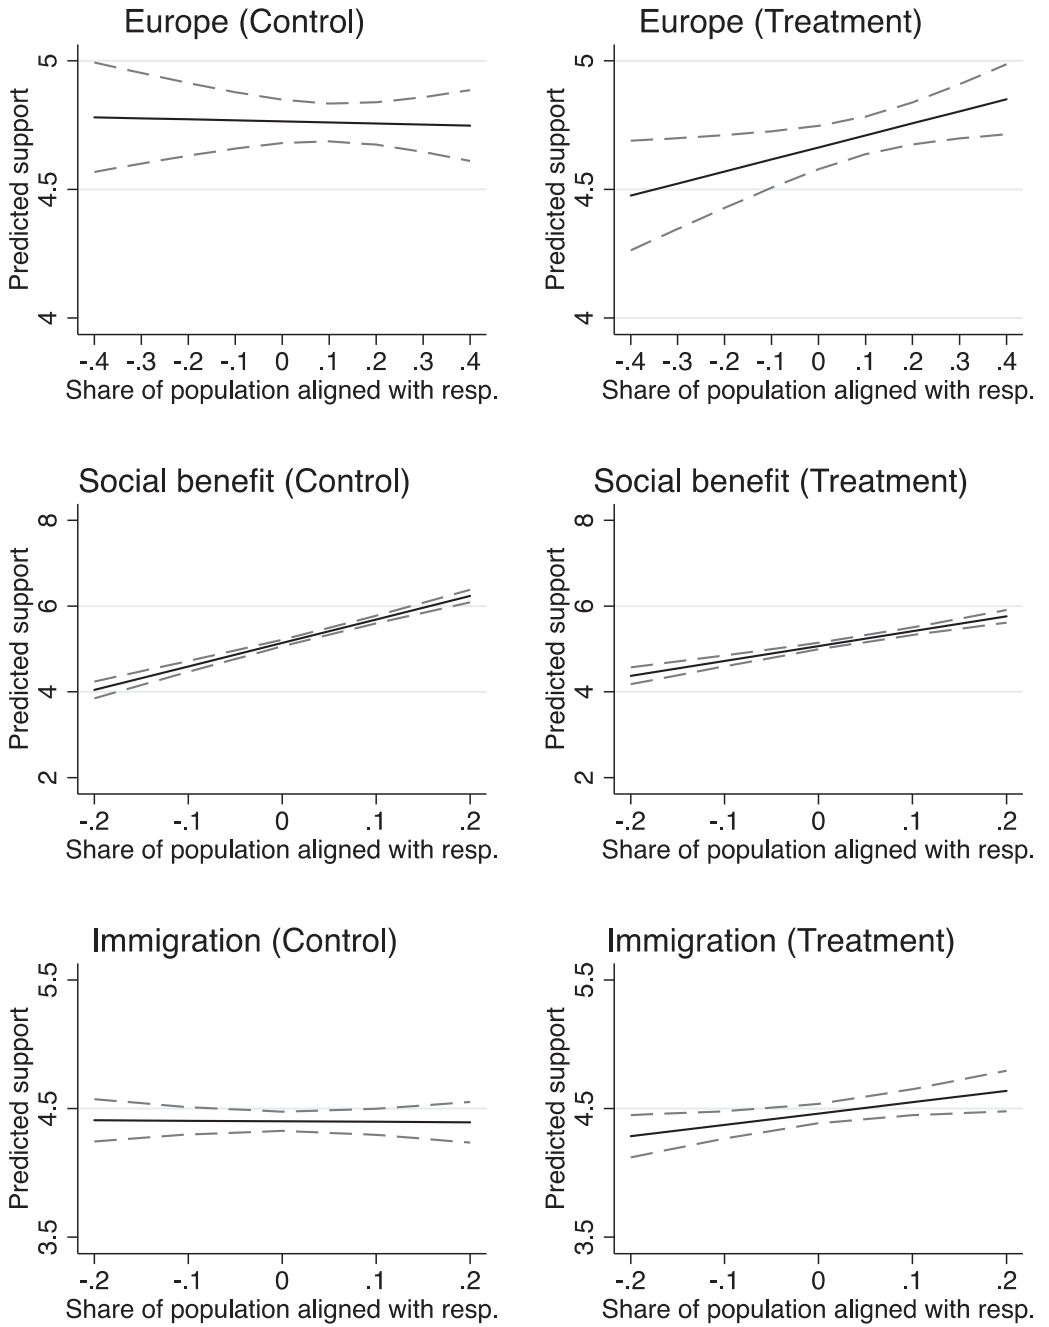 Europe (Control)
Predicted support
5
4.5
4
-.4 -.3 -.2 -.1 0 .1 .2 .3 .4
Share of population aligned with resp.
Europe (Treatment)
Predicted support
5
4.5
4
-.4 -.3 -.2 -.1 0 .1 .2 .3 .4
Share of population aligned with resp.
Social benefit (Control)
Predicted support
8
6
4
2
-.2 -.1 0 .1 .2
Share of population aligned with resp.
Social benefit (Treatment)
Predicted support
8
6
4
2
-.2 -.1 0 .1 .2
Share of population aligned with resp.
Immigration (Control)
Predicted support
5.5
4.5
3.5
-.2 -.1 0 .1 .2
Share of population aligned with resp.
Immigration (Treatment)
Predicted support
5.5
4.5
3.5
-.2 -.1 0 .1 .2
Share of population aligned with resp.